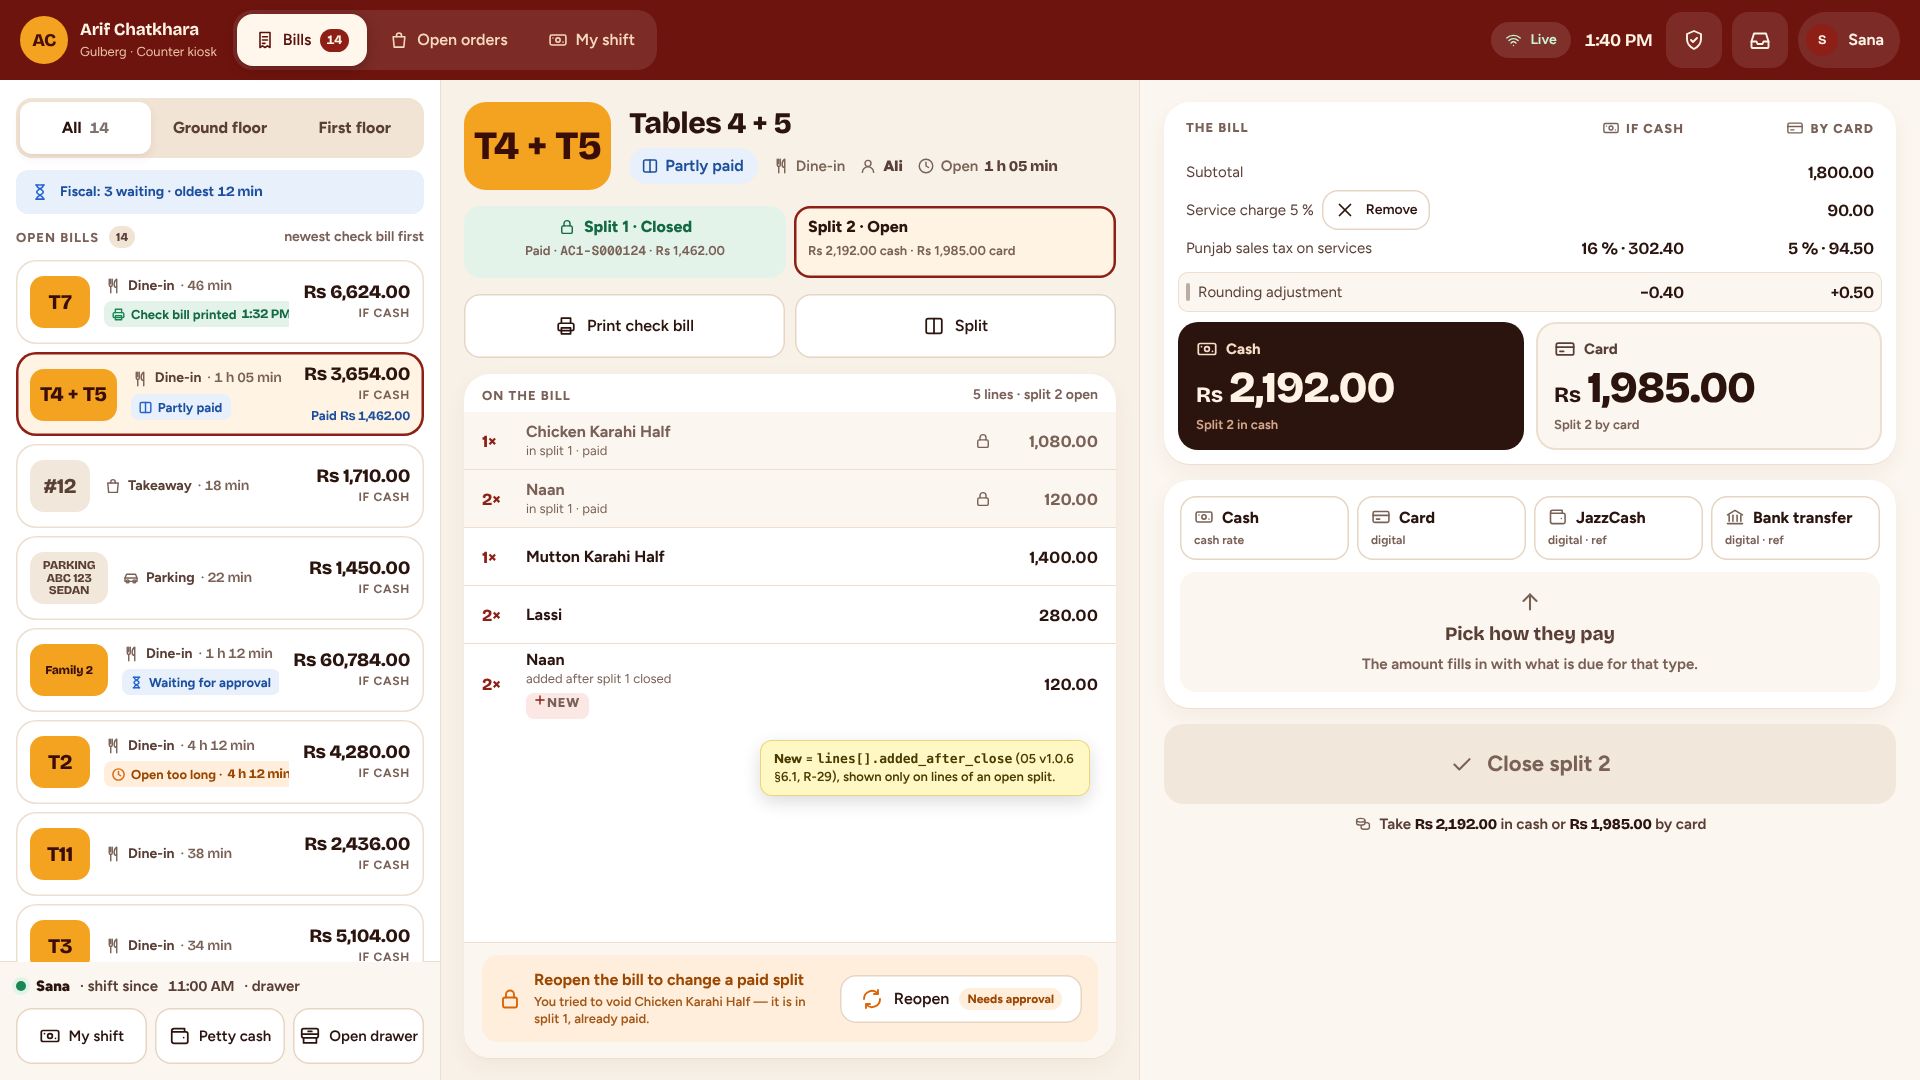 AC
Arif Chatkhara
Gulberg · Counter kiosk
Bills 14
Open orders
My shift
Live
1:40 PM
S
Sana
All 14
Ground floor
First floor
Fiscal: 3 waiting · oldest 12 min
OPEN BILLS 14
newest check bill first
T7
Dine-in · 46 min
Check bill printed 1:32 PM
Rs 6,624.00
IF CASH
T4 + T5
Dine-in · 1 h 05 min
Partly paid
Rs 3,654.00
IF CASH
Paid Rs 1,462.00
#12
Takeaway · 18 min
Rs 1,710.00
IF CASH
PARKING
ABC 123
SEDAN
Parking · 22 min
Rs 1,450.00
IF CASH
Family 2
Dine-in · 1 h 12 min
Waiting for approval
Rs 60,784.00
IF CASH
T2
Dine-in · 4 h 12 min
Open too long · 4 h 12 min
Rs 4,280.00
IF CASH
T11
Dine-in · 38 min
Rs 2,436.00
IF CASH
T3
Dine-in · 34 min
Rs 5,104.00
IF CASH
Sana · shift since 11:00 AM · drawer
My shift
Petty cash
Open drawer
T4 + T5
Tables 4 + 5
Partly paid
Dine-in
Ali
Open 1 h 05 min
Split 1 · Closed
Paid · AC1-S000124 · Rs 1,462.00
Split 2 · Open
Rs 2,192.00 cash · Rs 1,985.00 card
Print check bill
Split
ON THE BILL
5 lines · split 2 open
1× Chicken Karahi Half 1,080.00
in split 1 · paid
2× Naan 120.00
in split 1 · paid
1× Mutton Karahi Half 1,400.00
2× Lassi 280.00
Naan
added after split 1 closed
2× 120.00
+NEW
New = lines[].added_after_close (05 v1.0.6
§6.1, R-29), shown only on lines of an open split.
Reopen the bill to change a paid split
You tried to void Chicken Karahi Half — it is in
split 1, already paid.
Reopen
Needs approval
THE BILL
IF CASH
BY CARD
Subtotal 1,800.00
Service charge 5 % Remove 90.00
Punjab sales tax on services 16 % · 302.40 5 % · 94.50
Rounding adjustment −0.40 +0.50
Cash
Rs 2,192.00
Split 2 in cash
Card
Rs 1,985.00
Split 2 by card
Cash
cash rate
Card
digital
JazzCash
digital · ref
Bank transfer
digital · ref
Pick how they pay
The amount fills in with what is due for that type.
Close split 2
Take Rs 2,192.00 in cash or Rs 1,985.00 by card